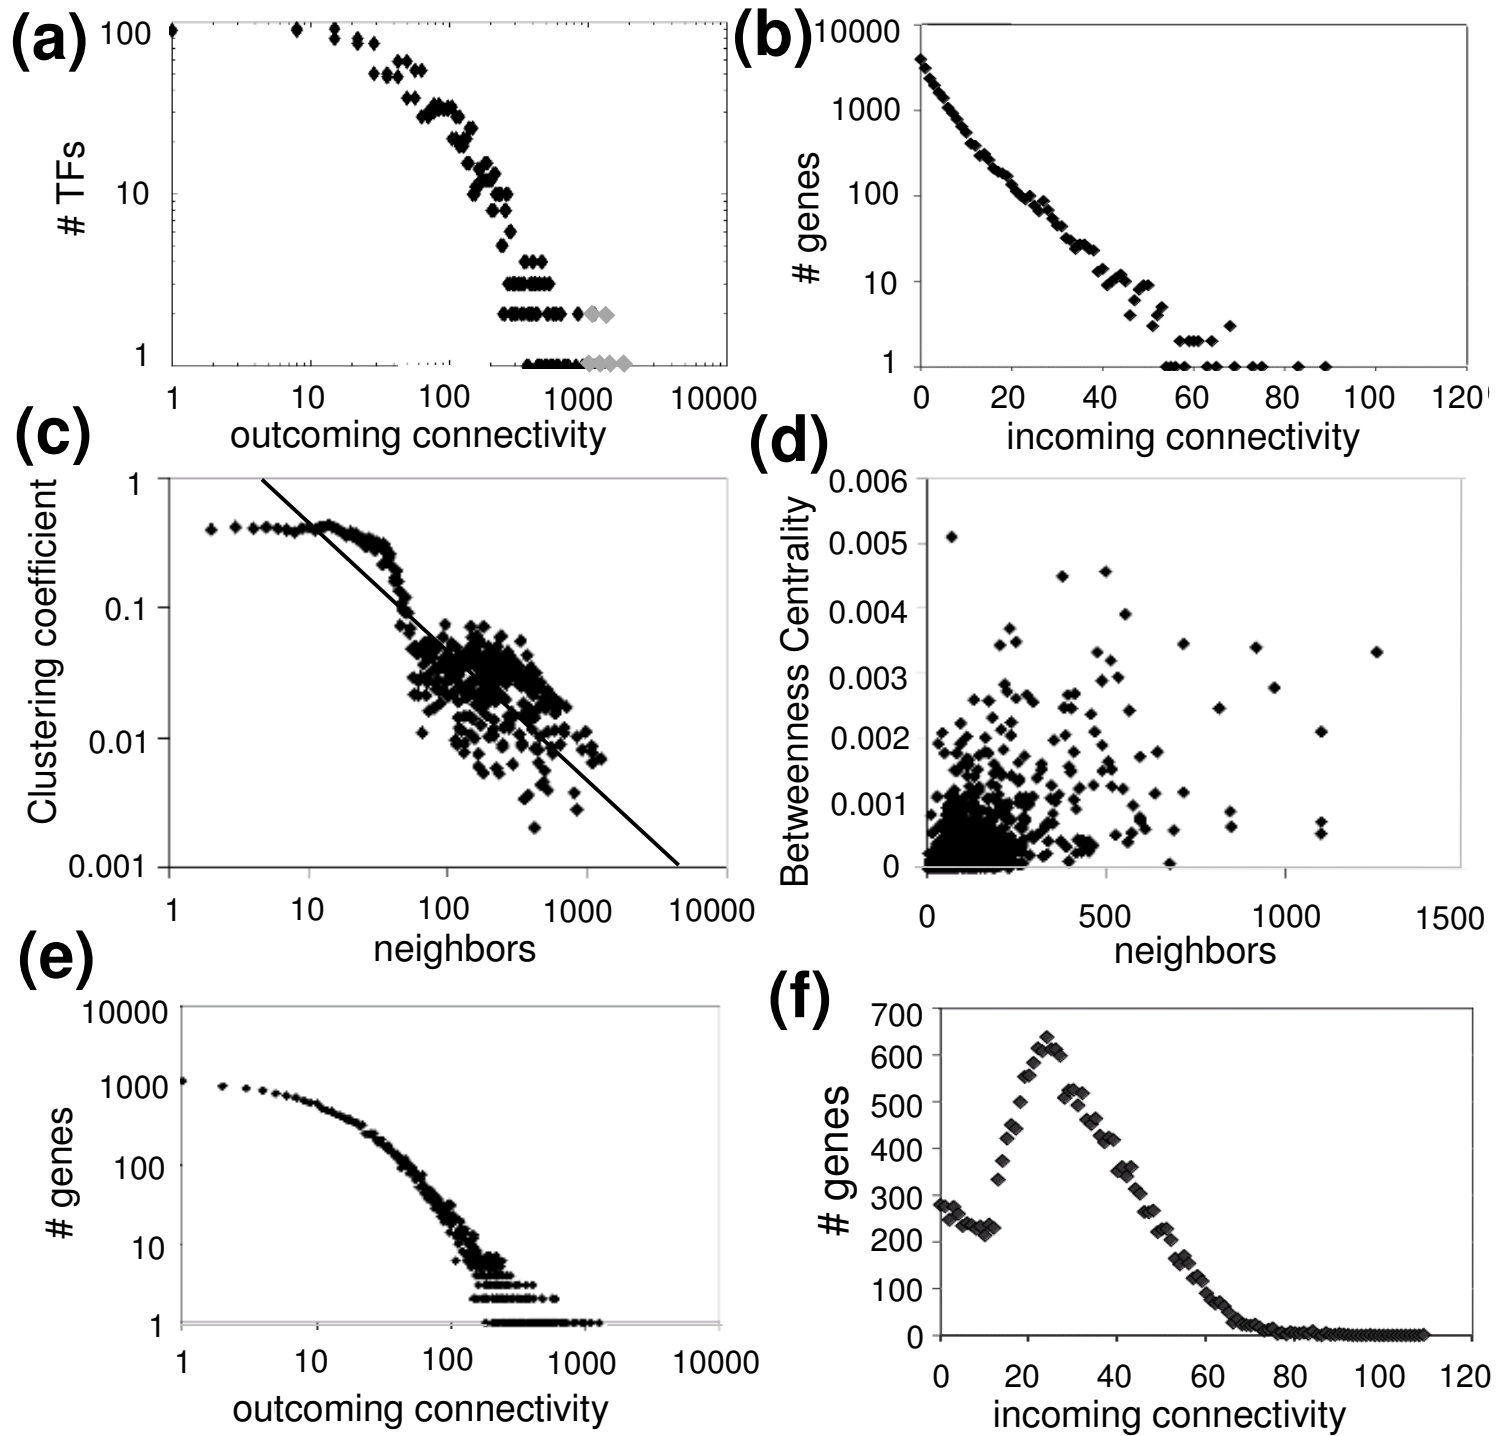 (a)
100
10
1
# TFs
1 10 100 1000 10000
outcoming connectivity
(b)
10000
1000
100
10
1
# genes
0 20 40 60 80 100 120
incoming connectivity
(c)
1
0.1
0.01
0.001
Clustering coefficient
1 10 100 1000 10000
neighbors
(d)
0.006
0.005
0.004
0.003
0.002
0.001
0
Betweenness Centrality
0 500 1000 1500
neighbors
(e)
10000
1000
100
10
1
# genes
1 10 100 1000 10000
outcoming connectivity
(f)
700
600
500
400
300
200
100
0
# genes
0 20 40 60 80 100 120
incoming connectivity